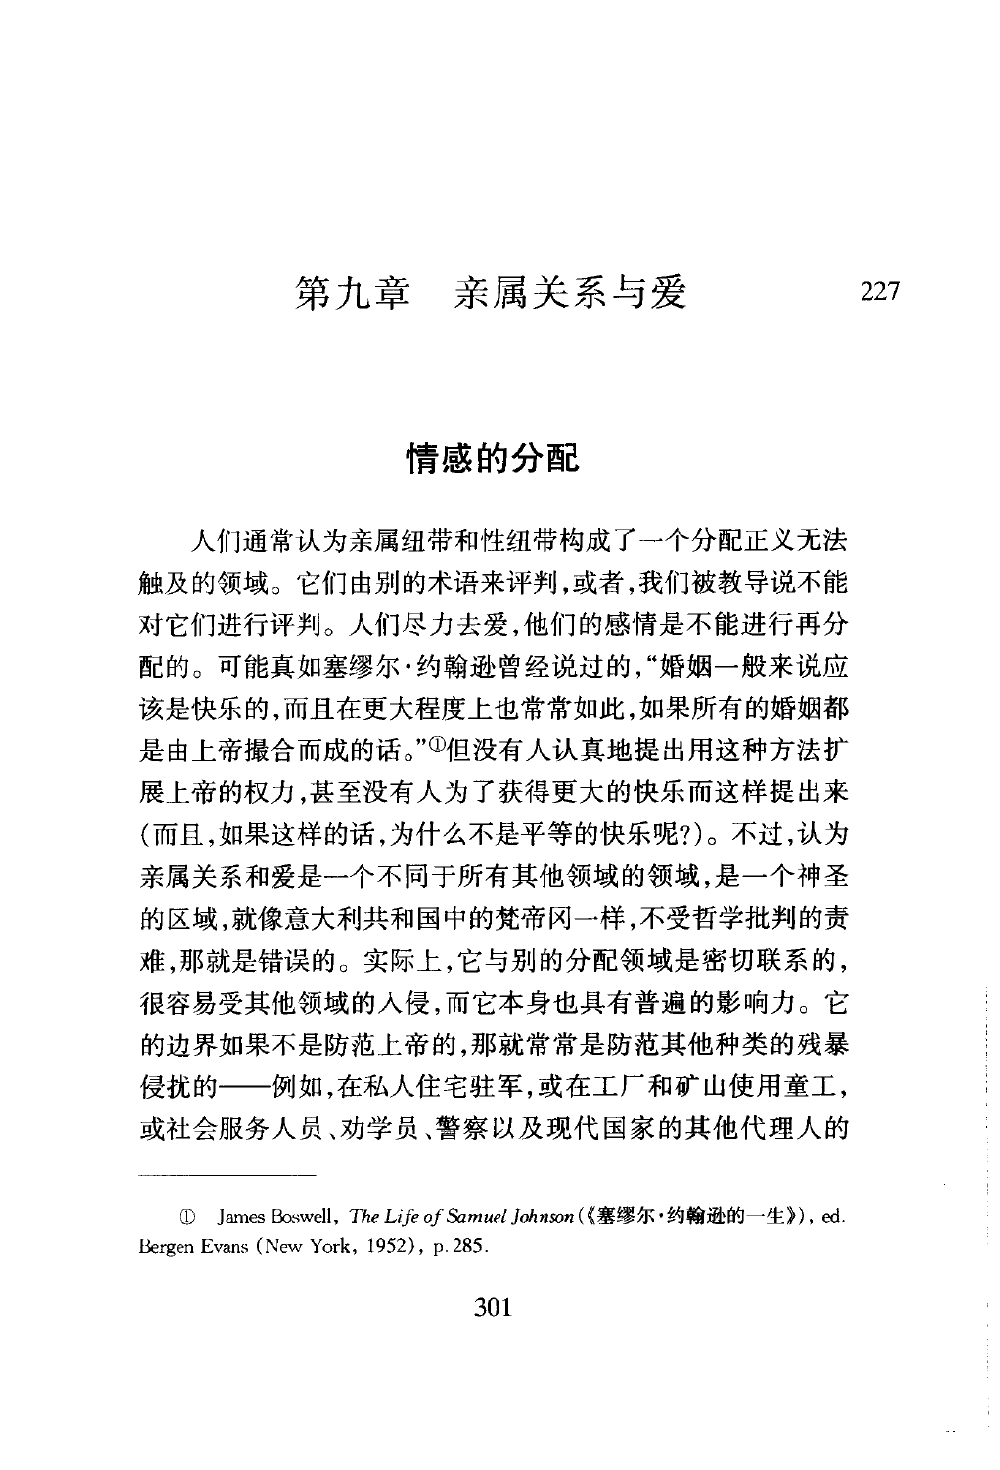 第九章　亲属关系与爱　227
情感的分配
人们通常认为亲属纽带和性纽带构成了一个分配正义无法
触及的领域。它们由别的术语来评判,或者,我们被教导说不能
对它们进行评判。人们尽力去爱,他们的感情是不能进行再分
配的。可能真如塞缪尔·约翰逊曾经说过的,“婚姻一般来说应
该是快乐的,而且在更大程度上也常常如此,如果所有的婚姻都
是由上帝撮合而成的话。”①但没有人认真地提出用这种方法扩
展上帝的权力,甚至没有人为了获得更大的快乐而这样提出来
(而且,如果这样的话,为什么不是平等的快乐呢?)。不过,认为
亲属关系和爱是一个不同于所有其他领域的领域,是一个神圣
的区域,就像意大利共和国中的梵帝冈一样,不受哲学批判的责
难,那就是错误的。实际上,它与别的分配领域是密切联系的,
很容易受其他领域的入侵,而它本身也具有普遍的影响力。它
的边界如果不是防范上帝的,那就常常是防范其他种类的残暴
侵扰的——例如,在私人住宅驻军,或在工厂和矿山使用童工,
或社会服务人员、劝学员、警察以及现代国家的其他代理人的
① James Boswell, The Life of Samuel Johnson(《塞缪尔·约翰逊的一生》), ed.
Bergen Evans (New York, 1952), p.285.
301